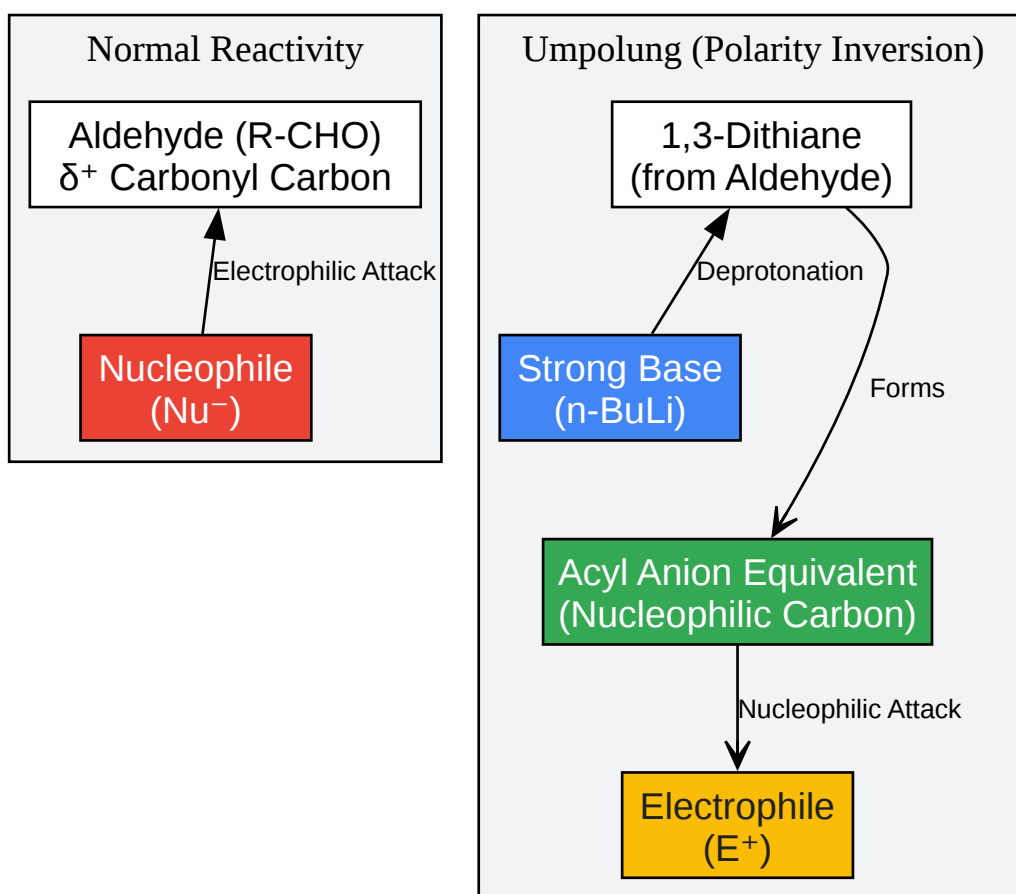 Normal Reactivity
Aldehyde (R-CHO)
δ⁺ Carbonyl Carbon
Electrophilic Attack
Nucleophile
(Nu⁻)
Umpolung (Polarity Inversion)
1,3-Dithiane
(from Aldehyde)
Deprotonation
Strong Base
(n-BuLi)
Forms
Acyl Anion Equivalent
(Nucleophilic Carbon)
Nucleophilic Attack
Electrophile
(E⁺)